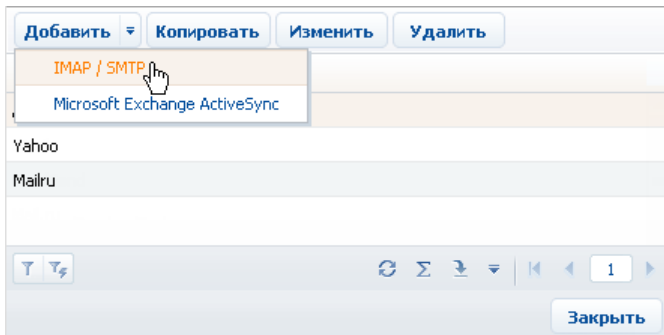 Добавить Копировать Изменить Удалить
IMAP / SMTP
Microsoft Exchange ActiveSync
Yahoo
Mailru
1
Закрыть